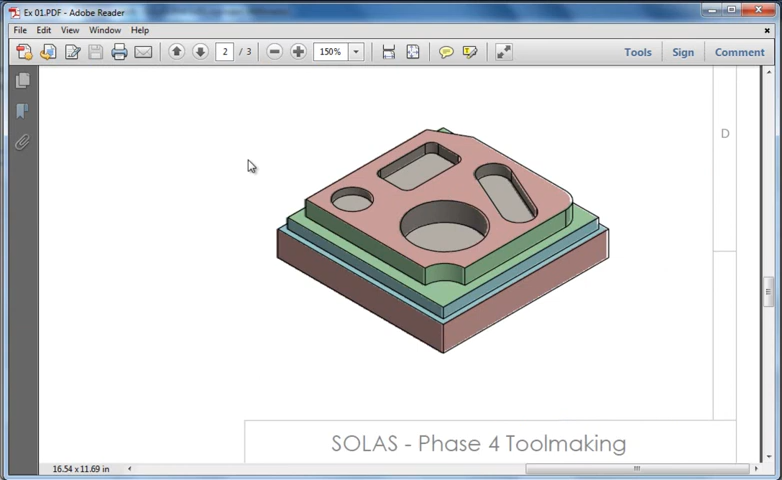 Ex 01.PDF - Adobe Reader
File Edit View Window Help
2 / 3 150% Tools Sign Comment
D
SOLAS - Phase 4 Toolmaking
16.54 x 11.69 in